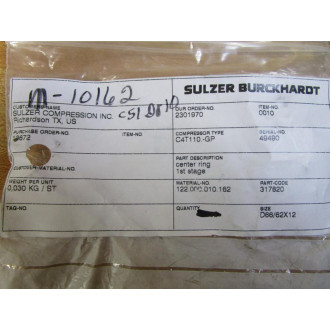 m-10162
CSI D810
SULZER BURCKHARDT
CUSTOMER NAME
SULZER COMPRESSION INC.
Richerdson TX, US
OUR ORDER-NO:
2301970
ITEM-NO:
0010
PURCHASE ORDER-NO:
ITEM-NO:
COMPRESSOR TYPE
C4T110.-GP
SERIAL-NO
49490
CUSTOMER-MATERIAL-NO:
PART DESCRIPTION
center ring
1st stage
WEIGHT PER UNIT
0,030 KG / ST
MATERIAL-NO:
122.000.010.162
PART-CODE
317820
TAG-NO:
QUANTITY
SIZE
D66/62X12